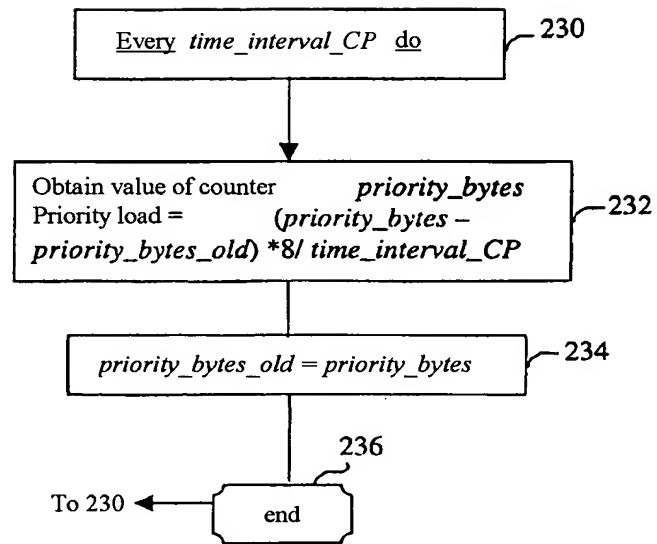 Every time_interval_CP do
230
Obtain value of counter priority_bytes
Priority load = (priority_bytes –
priority_bytes_old) *8/ time_interval_CP
232
priority_bytes_old = priority_bytes
234
236
To 230
end